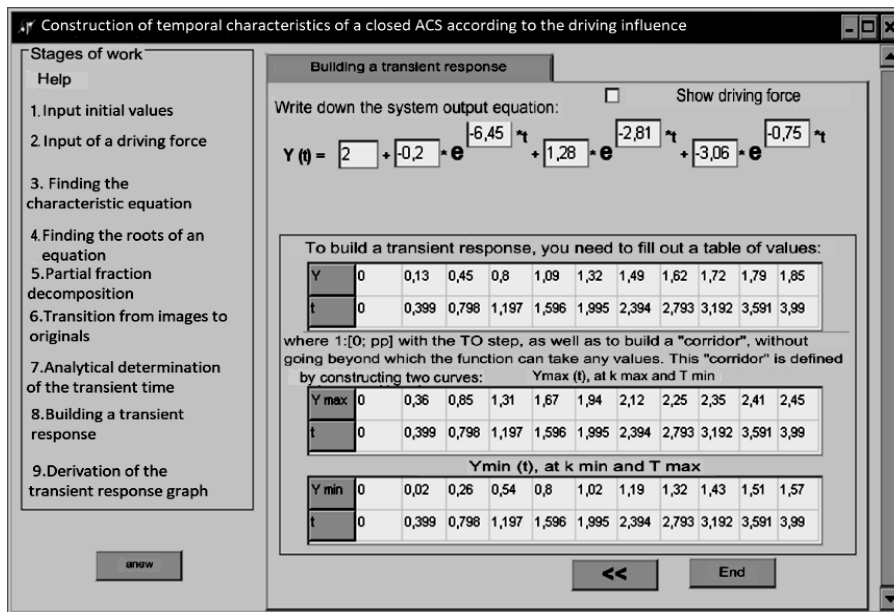 Construction of temporal characteristics of a closed ACS according to the driving influence
Stages of work
Help
1. Input initial values
2. Input of a driving force
3. Finding the
characteristic equation
4.Finding the roots of an
equation
5.Partial fraction
decomposition
6.Transition from images to
originals
7.Analytical determination
of the transient time
8.Building a transient
response
9.Derivation of the
transient response graph
anew
Building a transient response
Write down the system output equation:
Show driving force
Y (t) = 2 + -0,2 * e -6,45 *t + 1,28 * e -2,81 *t + -3,06 * e -0,75 *t
To build a transient response, you need to fill out a table of values:
Y 0 0,13 0,45 0,8 1,09 1,32 1,49 1,62 1,72 1,79 1,85
t 0 0,399 0,798 1,197 1,596 1,995 2,394 2,793 3,192 3,591 3,99
where 1:[0; pp] with the TO step, as well as to build a "corridor", without
going beyond which the function can take any values. This "corridor" is defined
by constructing two curves: Ymax (t), at k max and T min
Y max 0 0,36 0,85 1,31 1,67 1,94 2,12 2,25 2,35 2,41 2,45
t 0 0,399 0,798 1,197 1,596 1,995 2,394 2,793 3,192 3,591 3,99
Ymin (t), at k min and T max
Y min 0 0,02 0,26 0,54 0,8 1,02 1,19 1,32 1,43 1,51 1,57
t 0 0,399 0,798 1,197 1,596 1,995 2,394 2,793 3,192 3,591 3,99
<< End